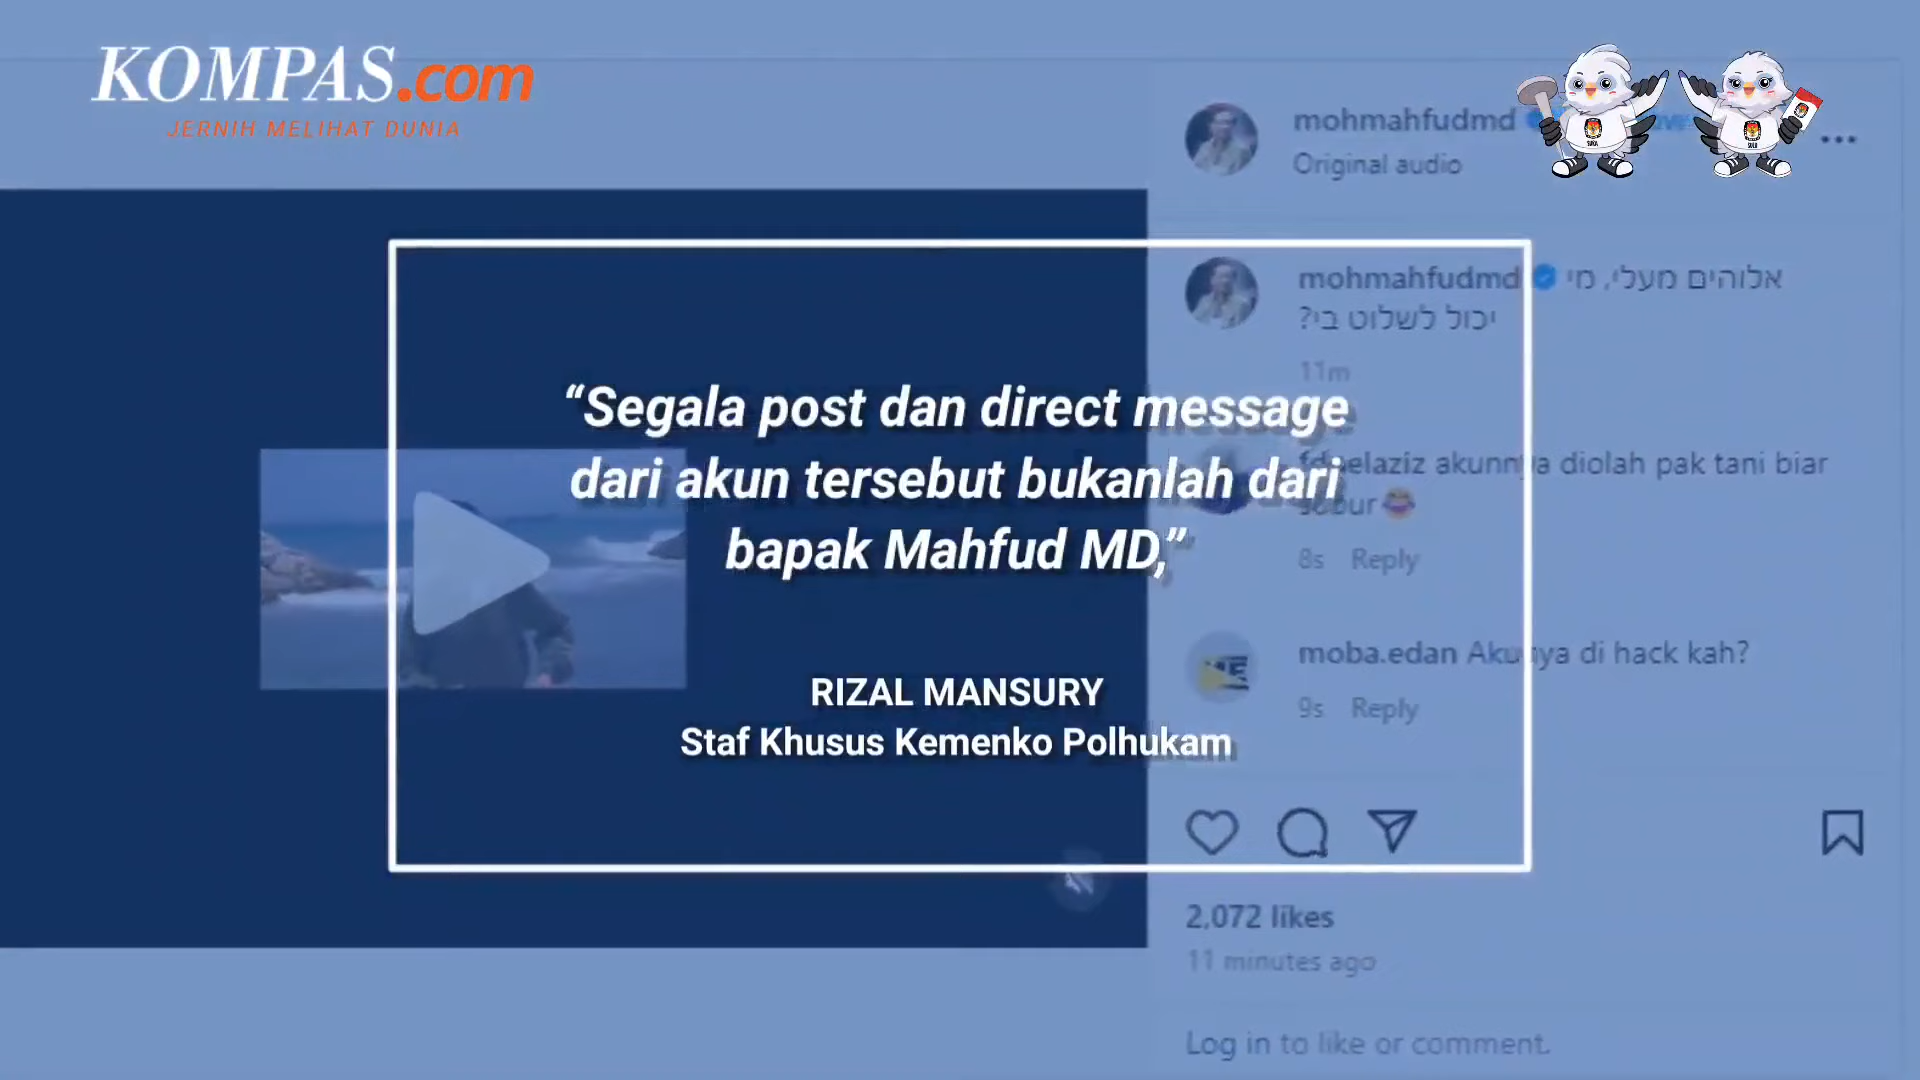 KOMPAS.com
JERNIH MELIHAT DUNIA
mohmahfudmd
Original audio
mohmahfudmd אלוהים מעלי, מי
יכול לשלוט בי?
11m
“Segala post dan direct message
dari akun tersebut bukanlah dari
bapak Mahfud MD,”
RIZAL MANSURY
Staf Khusus Kemenko Polhukam
akunnya diolah pak tani biar
subur 😂
8s Reply
moba.edan Akunya di hack kah?
9s Reply
2,072 likes
11 minutes ago
Log in to like or comment.